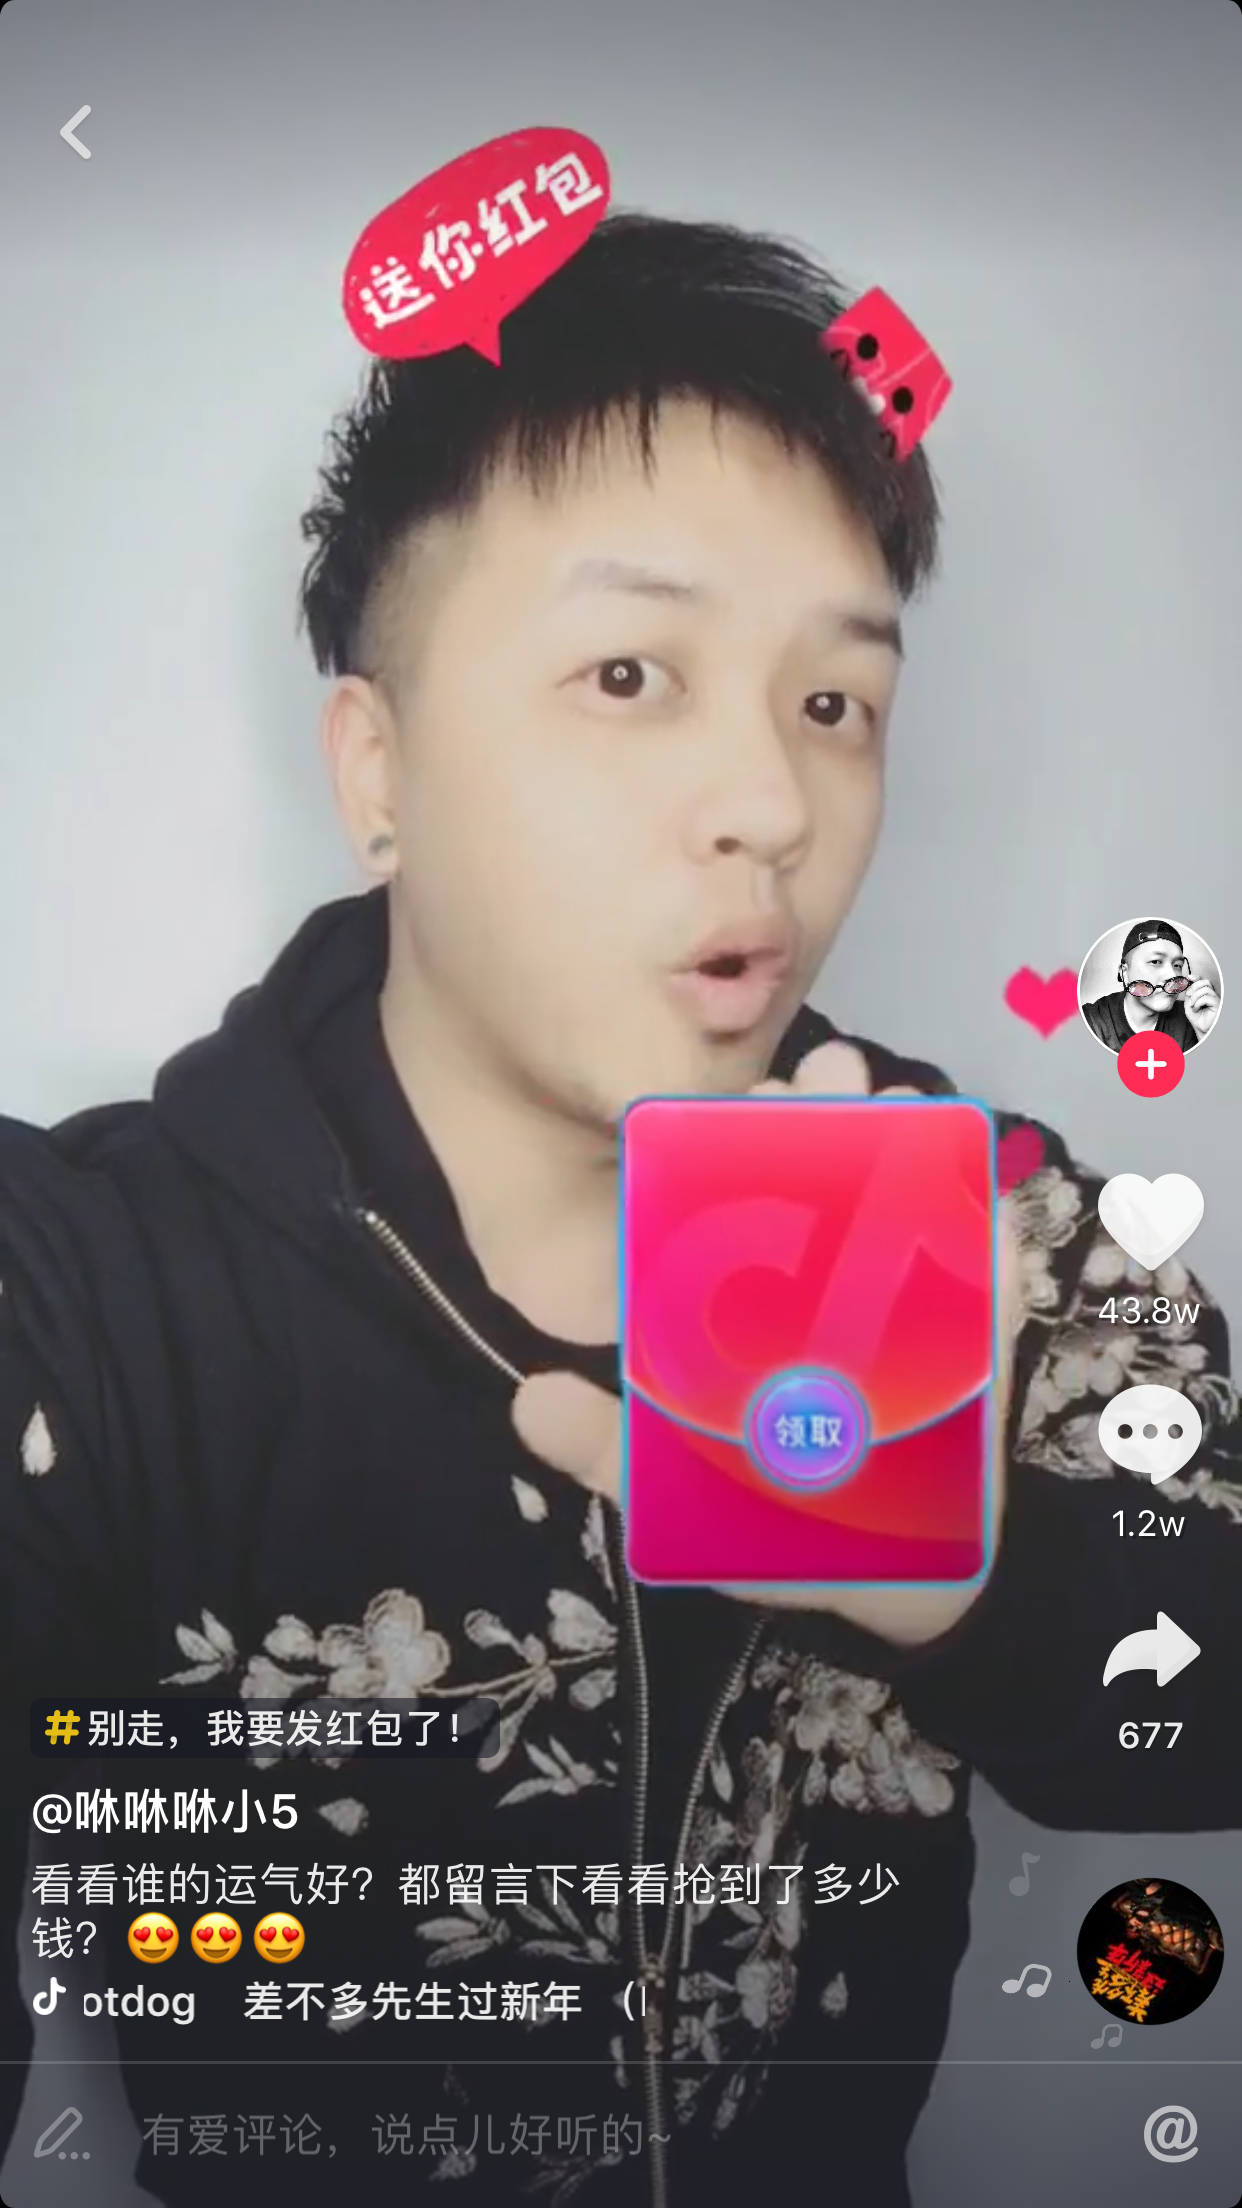 送你红包
领取
43.8w
1.2w
677
#别走，我要发红包了！
@咻咻咻小5
看看谁的运气好？都留言下看看抢到了多少
钱？😍😍😍
otdog 差不多先生过新年 （
有爱评论，说点儿好听的~
@